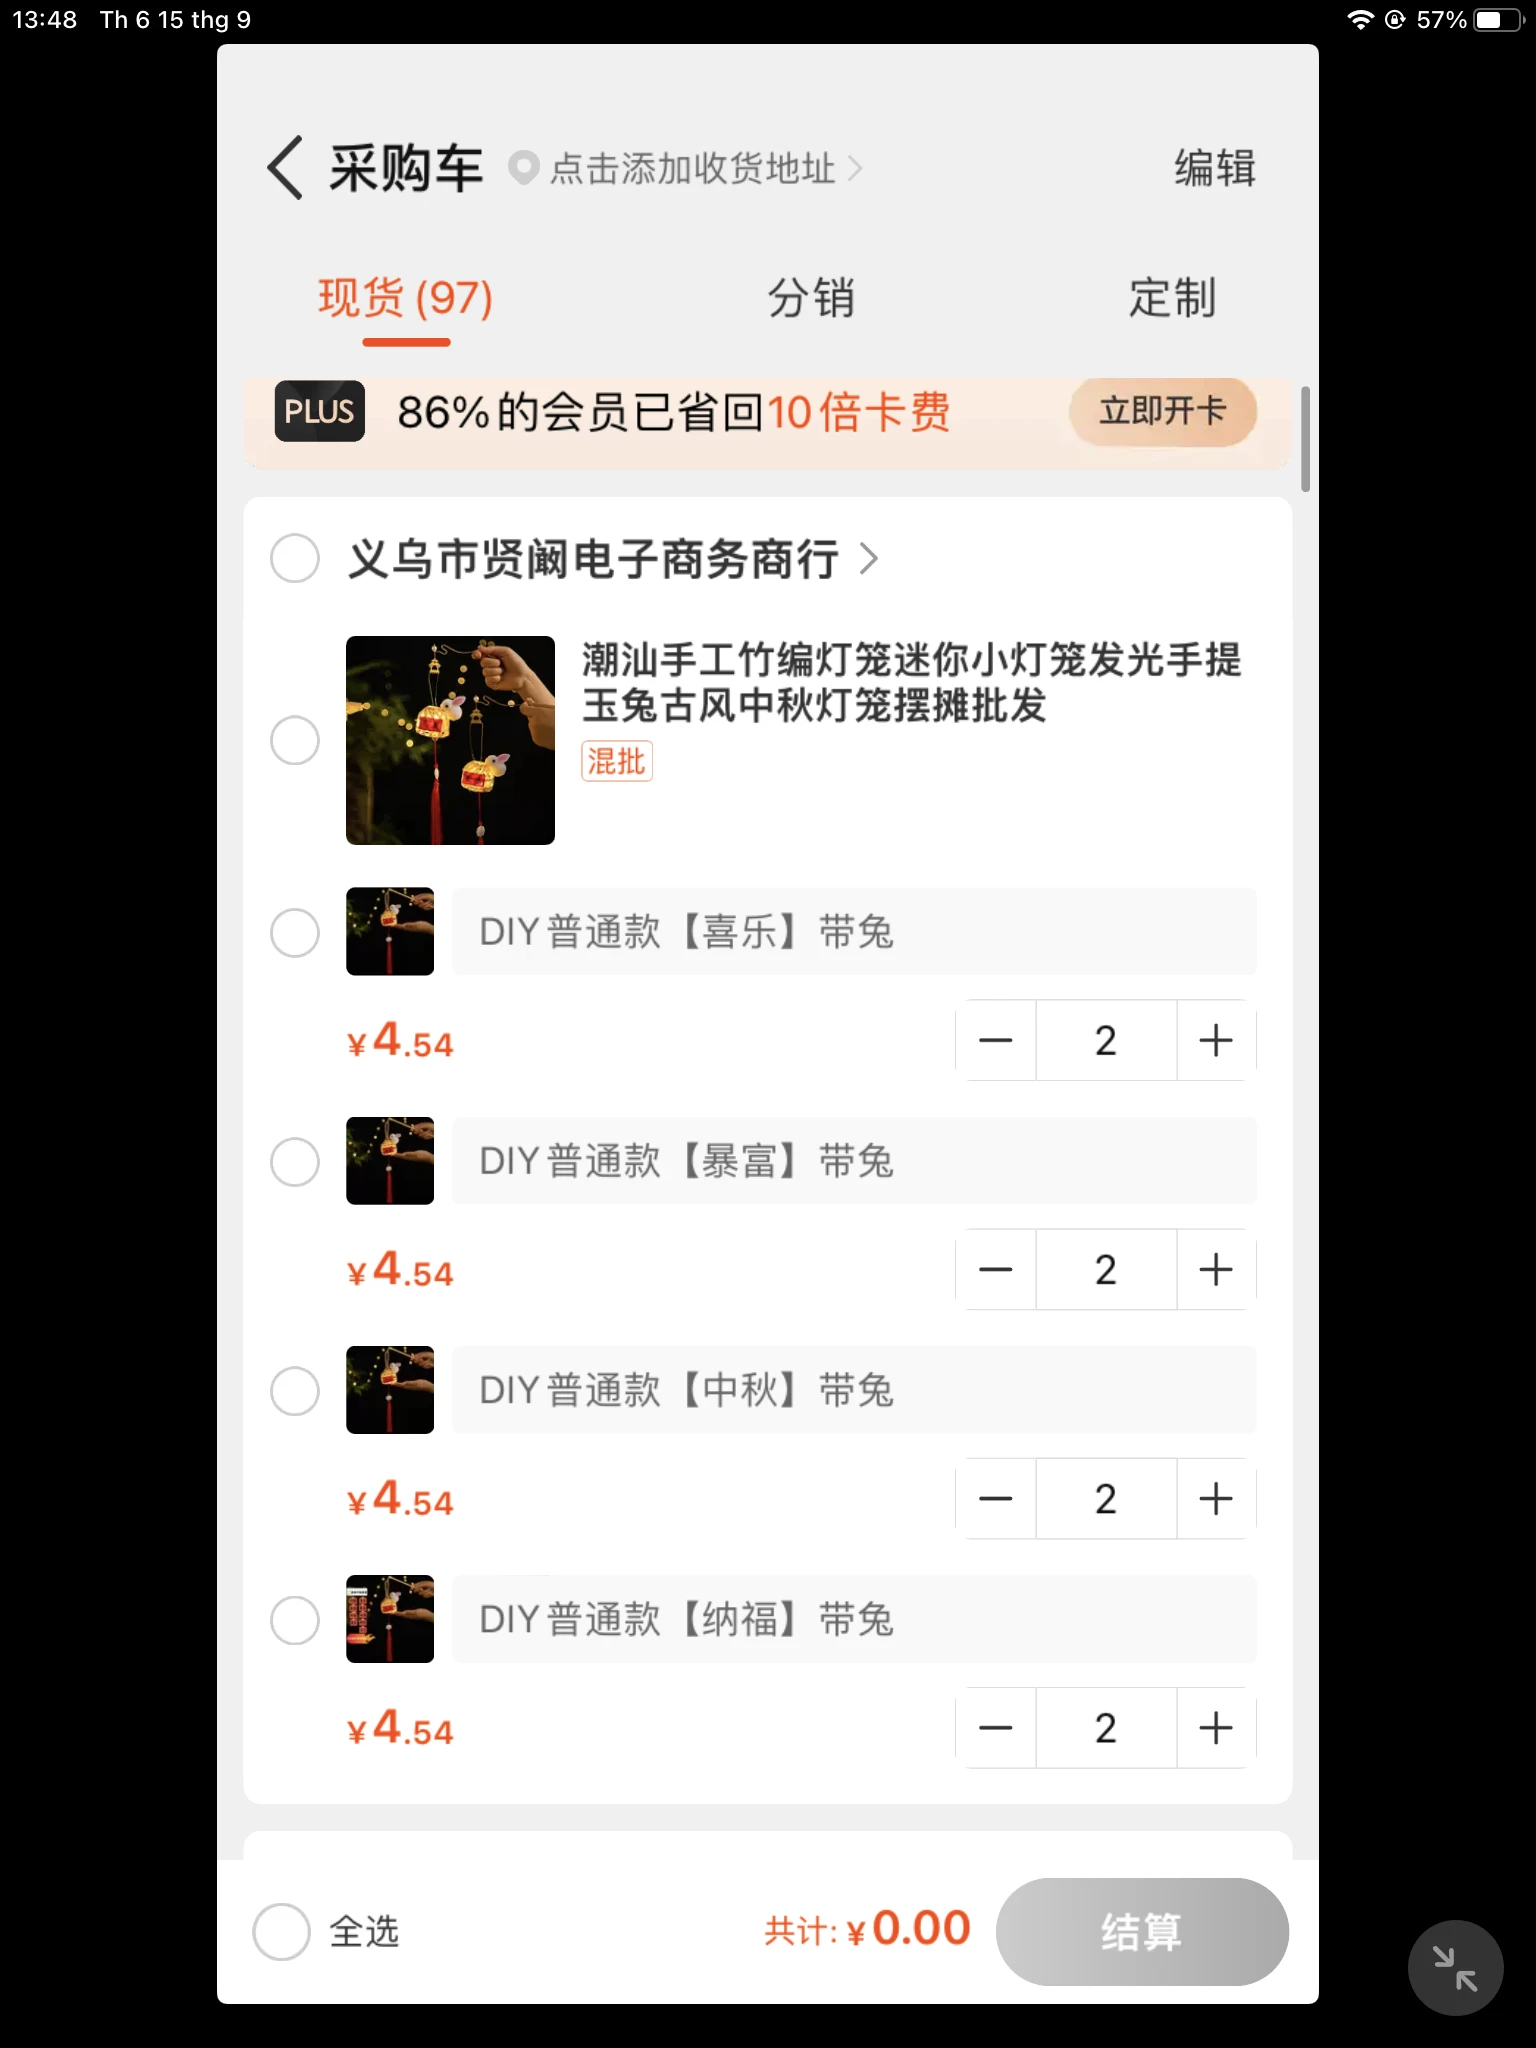 13:48 Th 6 15 thg 9 57%
采购车 点击添加收货地址 编辑
现货(97) 分销 定制
PLUS 86%的会员已省回10倍卡费 立即开卡
义乌市贤阚电子商务商行
潮汕手工竹编灯笼迷你小灯笼发光手提
玉兔古风中秋灯笼摆摊批发
混批
DIY普通款【喜乐】带兔
¥4.54 2
DIY普通款【暴富】带兔
¥4.54 2
DIY普通款【中秋】带兔
¥4.54 2
DIY普通款【纳福】带兔
¥4.54 2
全选 共计: ¥0.00 结算